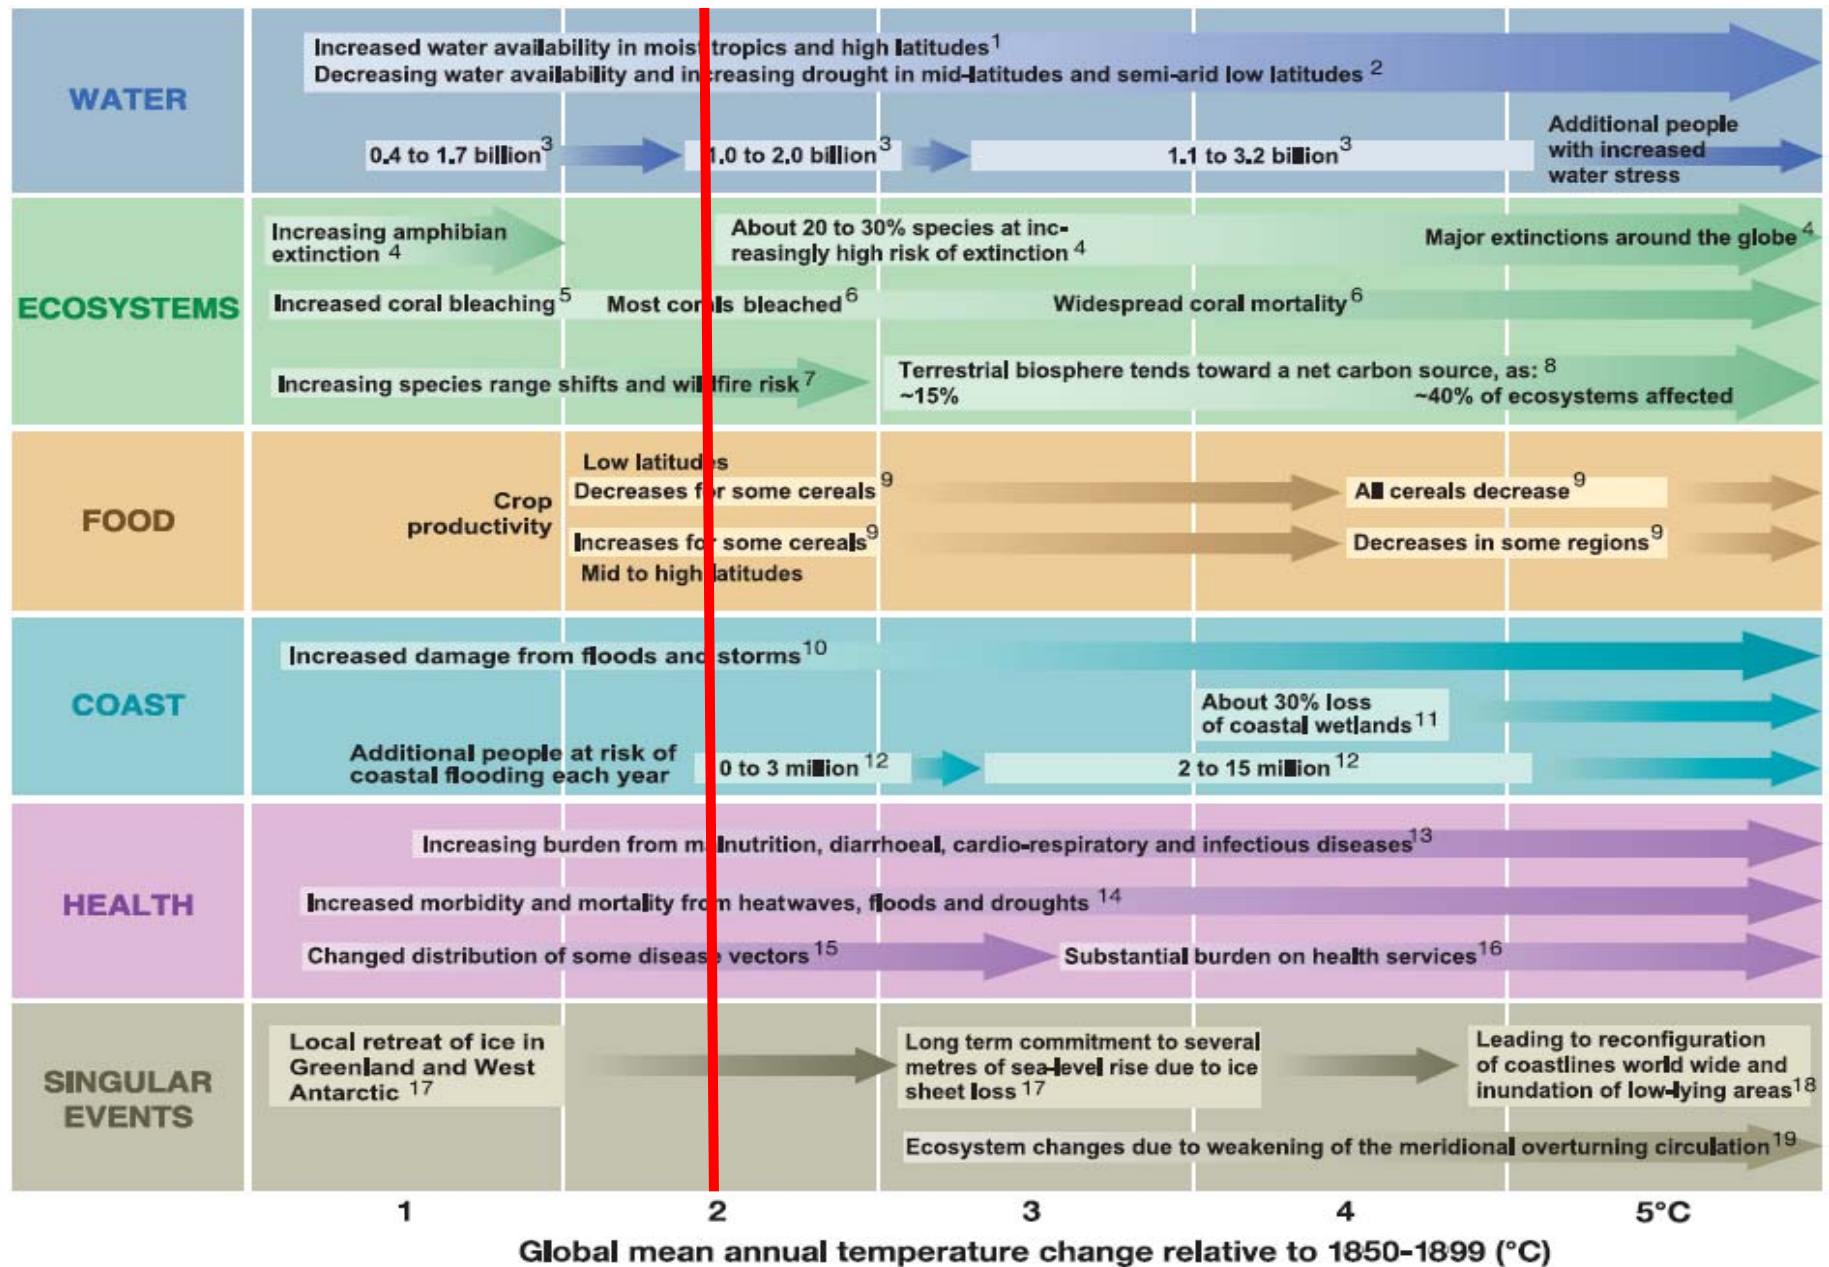 WATER
Increased water availability in moist tropics and high latitudes 1
Decreasing water availability and increasing drought in mid-latitudes and semi-arid low latitudes 2
0.4 to 1.7 billion 3
1.0 to 2.0 billion 3
1.1 to 3.2 billion 3
Additional people
with increased
water stress
ECOSYSTEMS
Increasing amphibian
extinction 4
About 20 to 30% species at inc-
reasingly high risk of extinction 4
Major extinctions around the globe 4
Increased coral bleaching 5
Most corals bleached 6
Widespread coral mortality 6
Increasing species range shifts and wildfire risk 7
Terrestrial biosphere tends toward a net carbon source, as: 8
~15%
~40% of ecosystems affected
FOOD
Crop
productivity
Low latitudes
Decreases for some cereals 9
All cereals decrease 9
Increases for some cereals 9
Decreases in some regions 9
Mid to high latitudes
COAST
Increased damage from floods and storms 10
About 30% loss
of coastal wetlands 11
Additional people at risk of
coastal flooding each year
0 to 3 million 12
2 to 15 million 12
HEALTH
Increasing burden from malnutrition, diarrhoeal, cardio-respiratory and infectious diseases 13
Increased morbidity and mortality from heatwaves, floods and droughts 14
Changed distribution of some disease vectors 15
Substantial burden on health services 16
SINGULAR
EVENTS
Local retreat of ice in
Greenland and West
Antarctic 17
Long term commitment to several
metres of sea-level rise due to ice
sheet loss 17
Leading to reconfiguration
of coastlines world wide and
inundation of low-lying areas 18
Ecosystem changes due to weakening of the meridional overturning circulation 19
1
2
3
4
5°C
Global mean annual temperature change relative to 1850-1899 (°C)